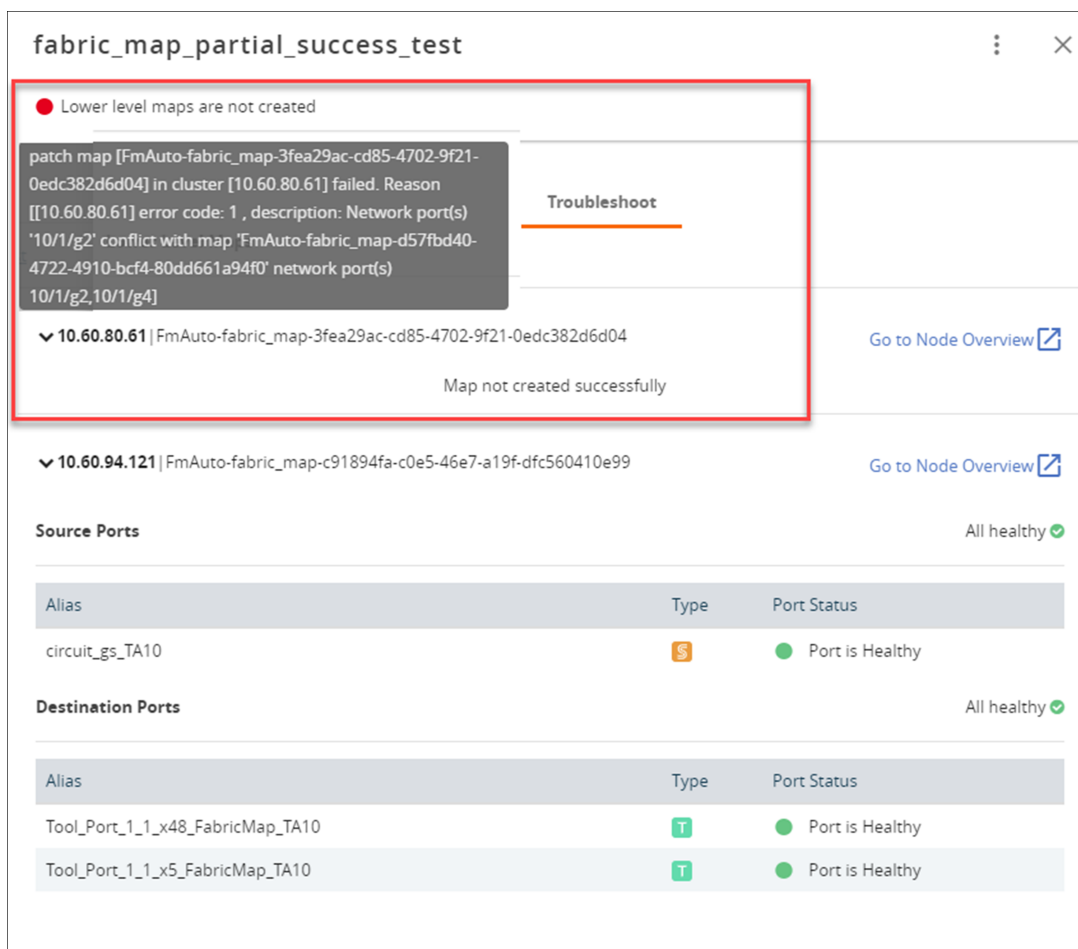 fabric_map_partial_success_test
Lower level maps are not created
patch map [FmAuto-fabric_map-3fea29ac-cd85-4702-9f21-
0edc382d6d04] in cluster [10.60.80.61] failed. Reason
[[10.60.80.61] error code: 1 , description: Network port(s)
'10/1/g2' conflict with map 'FmAuto-fabric_map-d57fbd40-
4722-4910-bcf4-80dd661a94f0' network port(s)
10/1/g2,10/1/g4]
Troubleshoot
10.60.80.61|FmAuto-fabric_map-3fea29ac-cd85-4702-9f21-0edc382d6d04
Go to Node Overview
Map not created successfully
10.60.94.121|FmAuto-fabric_map-c91894fa-c0e5-46e7-a19f-dfc560410e99
Go to Node Overview
Source Ports All healthy
Alias Type Port Status
circuit_gs_TA10 S Port is Healthy
Destination Ports All healthy
Alias Type Port Status
Tool_Port_1_1_x48_FabricMap_TA10 T Port is Healthy
Tool_Port_1_1_x5_FabricMap_TA10 T Port is Healthy